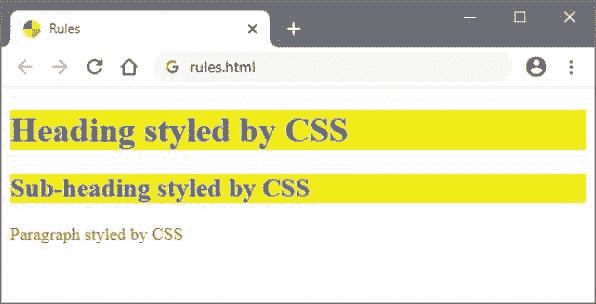 Rules
rules.html
Heading styled by CSS
Sub-heading styled by CSS
Paragraph styled by CSS